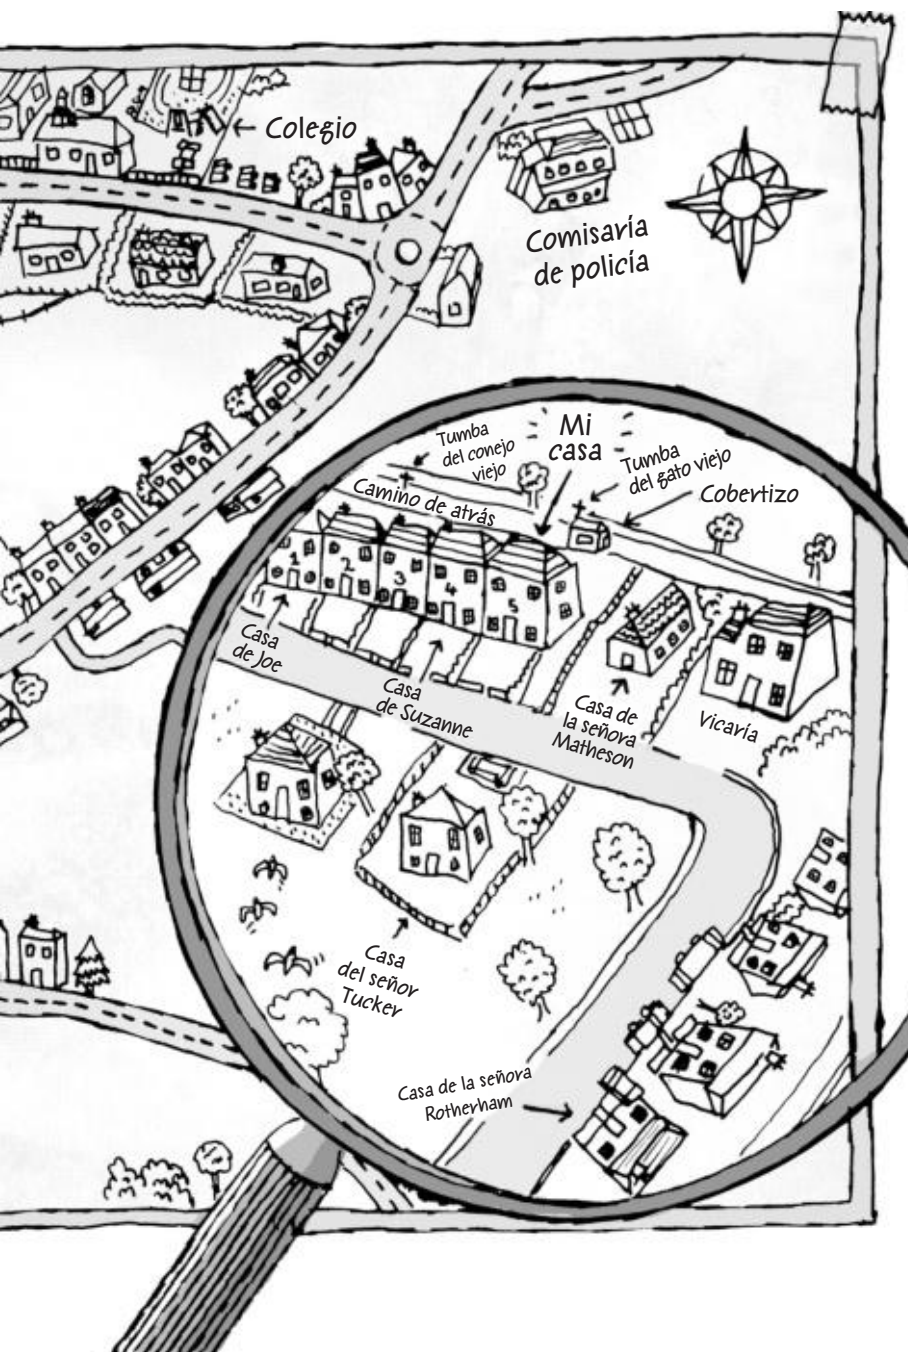 Colegio
Comisaría
de policía
Mi
casa
Tumba
del conejo
viejo
Tumba
del gato viejo
Cobertizo
Camino de atrás
1
2
3
4
5
Casa
de Joe
Casa
de Suzanne
Casa de
la señora
Matheson
Vicaría
Casa
del señor
Tucker
Casa de la señora
Rotherham